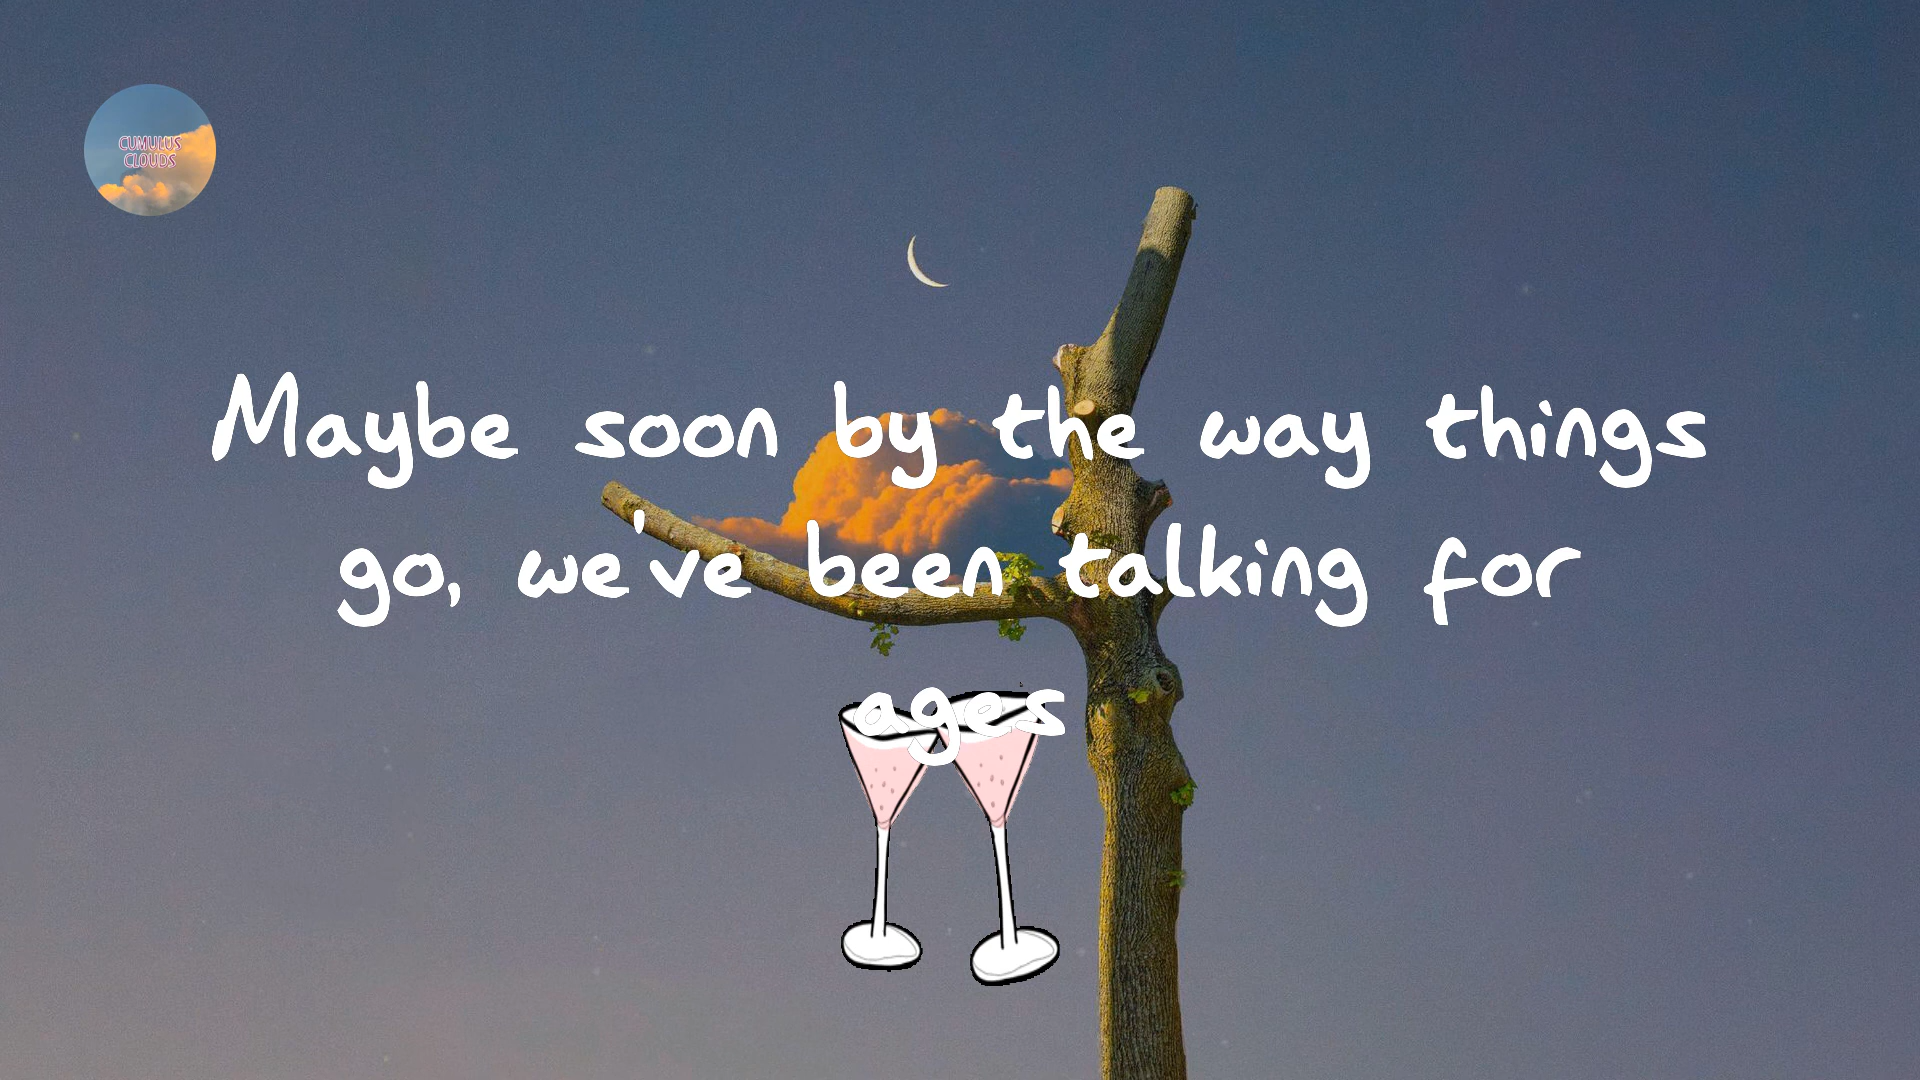 CUMULUS
CLOUDS
Maybe soon by the way things
go, we've been talking for
ages